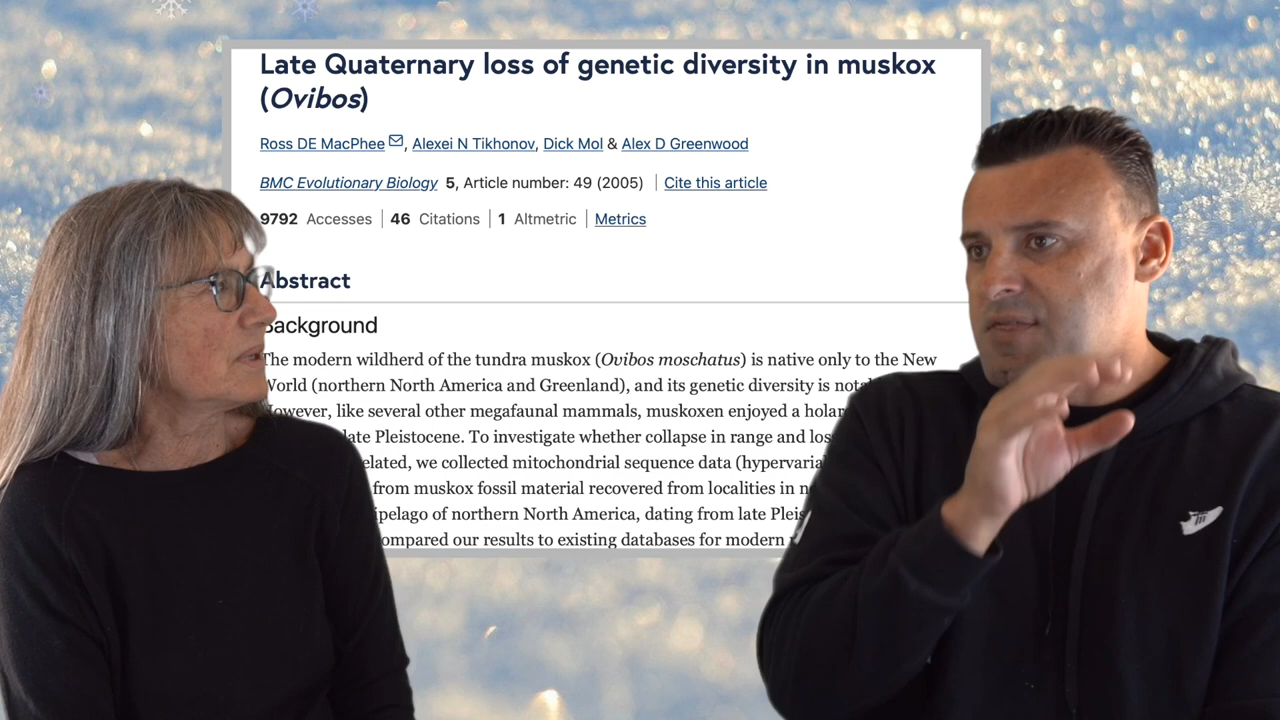 Late Quaternary loss of genetic diversity in muskox
(Ovibos)
Ross DE MacPhee, Alexei N Tikhonov, Dick Mol & Alex D Greenwood
BMC Evolutionary Biology 5, Article number: 49 (2005) | Cite this article
9792 Accesses | 46 Citations | 1 Altmetric | Metrics
Abstract
Background
The modern wildherd of the tundra muskox (Ovibos moschatus) is native only to the New
World (northern North America and Greenland), and its genetic diversity is
However, like several other megafaunal mammals, muskoxen enjoyed a
late Pleistocene. To investigate whether collapse in range and
we collected mitochondrial sequence data
from muskox fossil material recovered from localities in
of northern North America, dating from late
our results to existing databases for modern